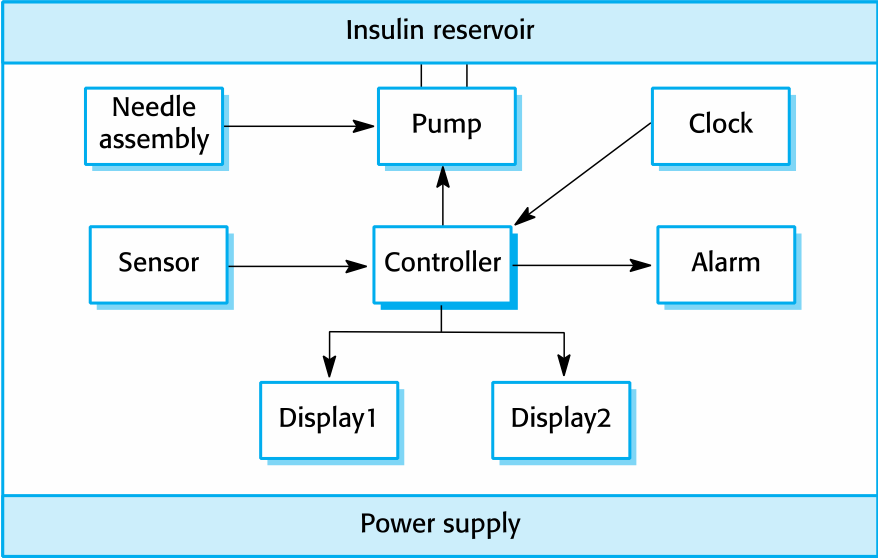 Insulin reservoir
Needle
assembly
Pump
Clock
Sensor
Controller
Alarm
Display1
Display2
Power supply